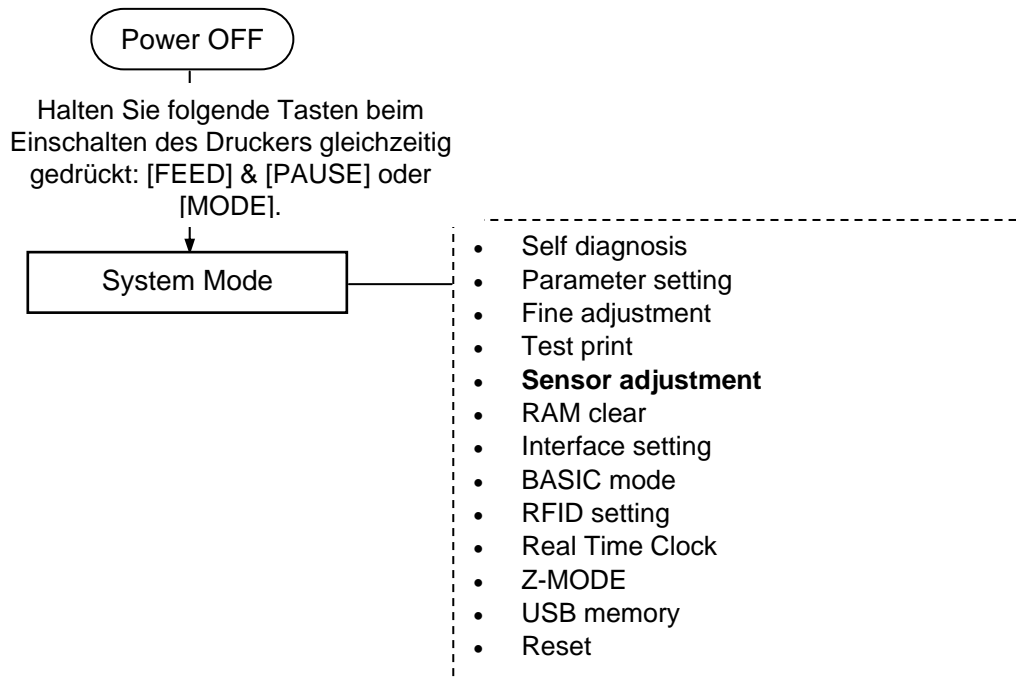 Power OFF
Halten Sie folgende Tasten beim
Einschalten des Druckers gleichzeitig
gedrückt: [FEED] & [PAUSE] oder
[MODE].
System Mode
• Self diagnosis
• Parameter setting
• Fine adjustment
• Test print
• Sensor adjustment
• RAM clear
• Interface setting
• BASIC mode
• RFID setting
• Real Time Clock
• Z-MODE
• USB memory
• Reset